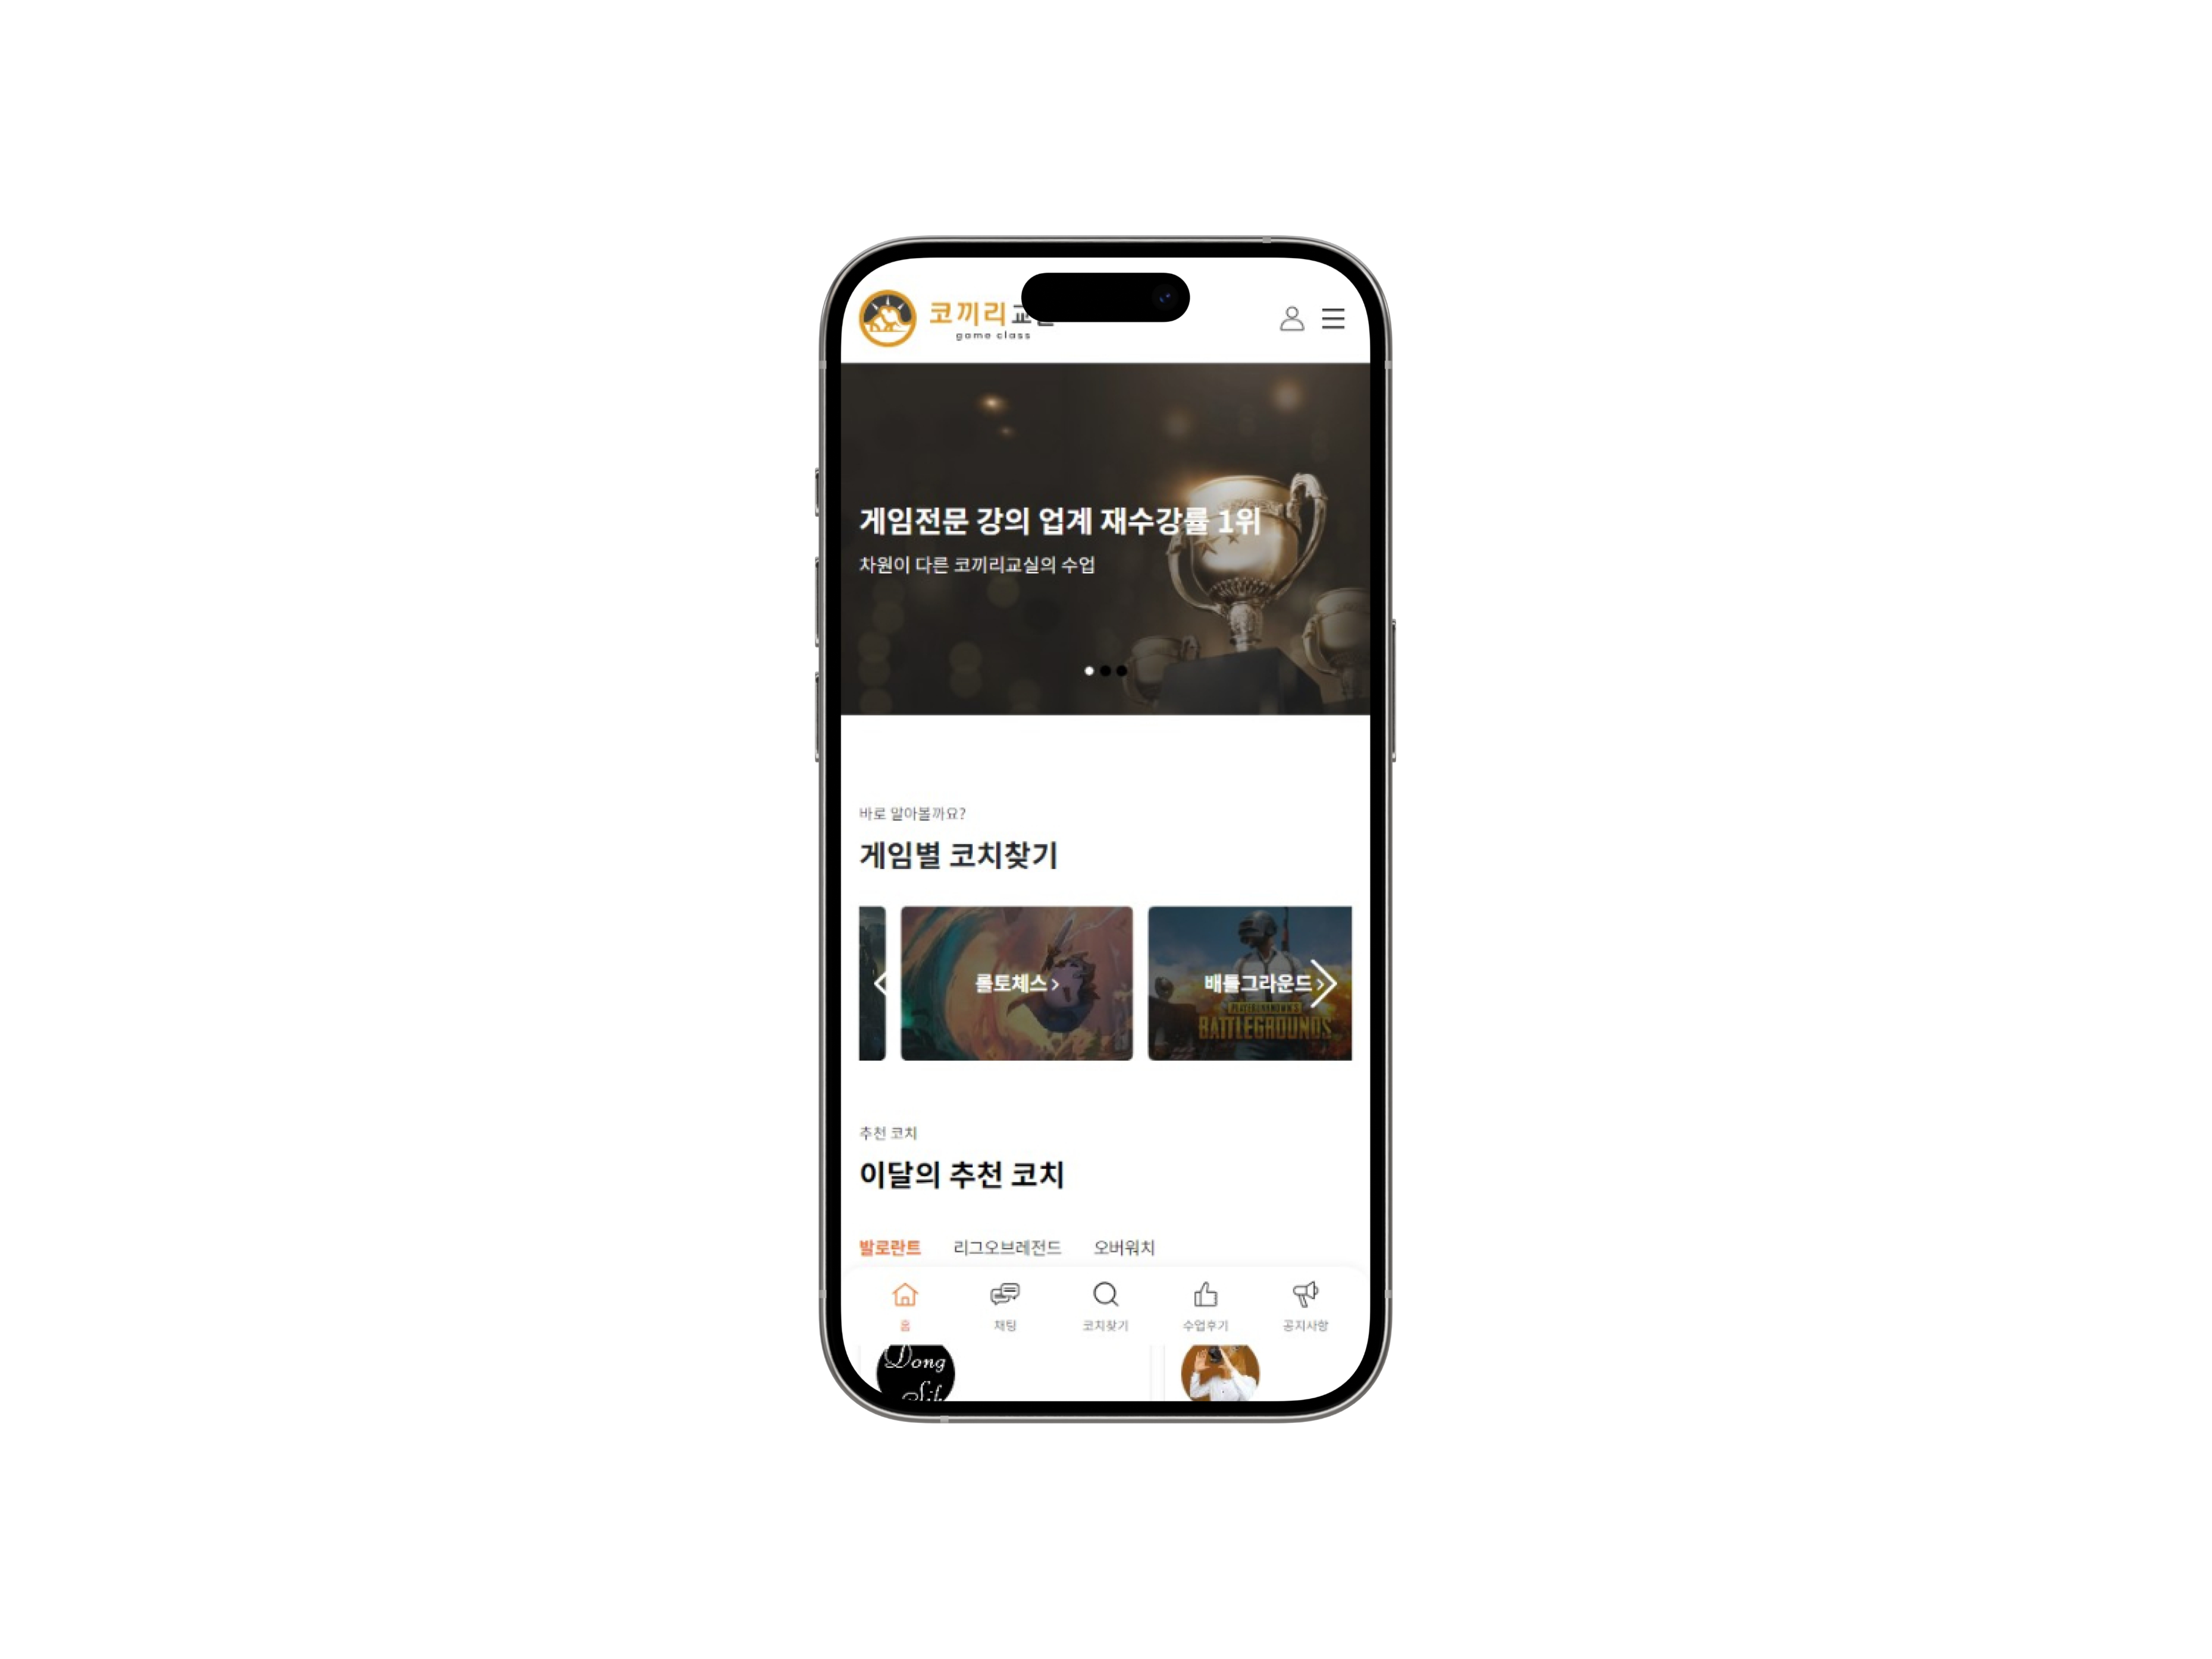 코끼리
game class
게임전문 강의 업계 재수강률 1위
차원이 다른 코끼리교실의 수업
바로 알아볼까요?
게임별 코치찾기
롤토체스 >
배틀그라운드 >
PLAYERUNKNOWN'S
BATTLEGROUNDS
추천 코치
이달의 추천 코치
발로란트 리그오브레전드 오버워치
홈 채팅 코치찾기 수업후기 공지사항
Dong